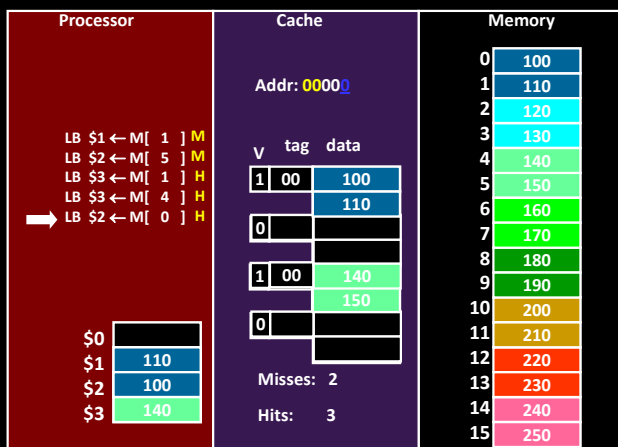 Processor
LB $1 ← M[ 1 ] M
LB $2 ← M[ 5 ] M
LB $3 ← M[ 1 ] H
LB $3 ← M[ 4 ] H
LB $2 ← M[ 0 ] H
$0
$1 110
$2 100
$3 140
Cache
Addr: 00000
V tag data
1 00 100
110
0
1 00 140
150
0
Misses: 2
Hits: 3
Memory
0 100
1 110
2 120
3 130
4 140
5 150
6 160
7 170
8 180
9 190
10 200
11 210
12 220
13 230
14 240
15 250